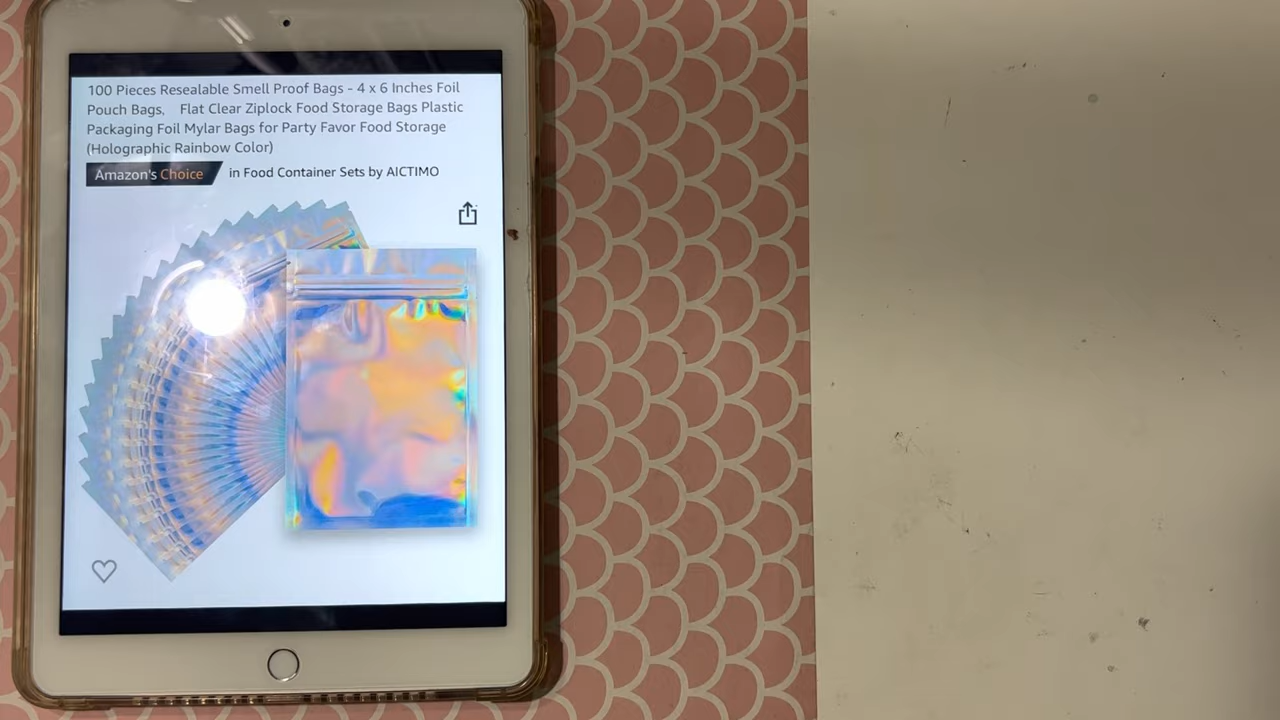 100 Pieces Resealable Smell Proof Bags - 4 x 6 Inches Foil
Pouch Bags, Flat Clear Ziplock Food Storage Bags Plastic
Packaging Foil Mylar Bags for Party Favor Food Storage
(Holographic Rainbow Color)
Amazon's Choice in Food Container Sets by AICTIMO